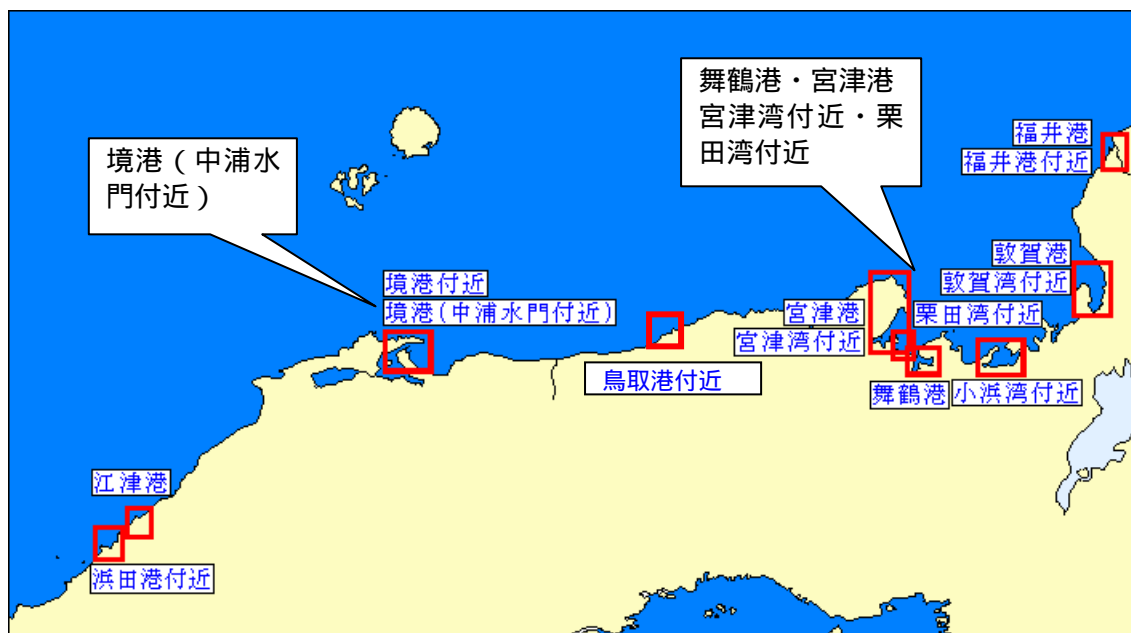 舞鶴港・宮津港
宮津湾付近・栗
田湾付近
境港（中浦水
門付近）
福井港
福井港付近
敦賀港
敦賀湾付近
境港付近
境港(中浦水門付近)
宮津港
宮津湾付近
栗田湾付近
鳥取港付近
舞鶴港
小浜湾付近
江津港
浜田港付近